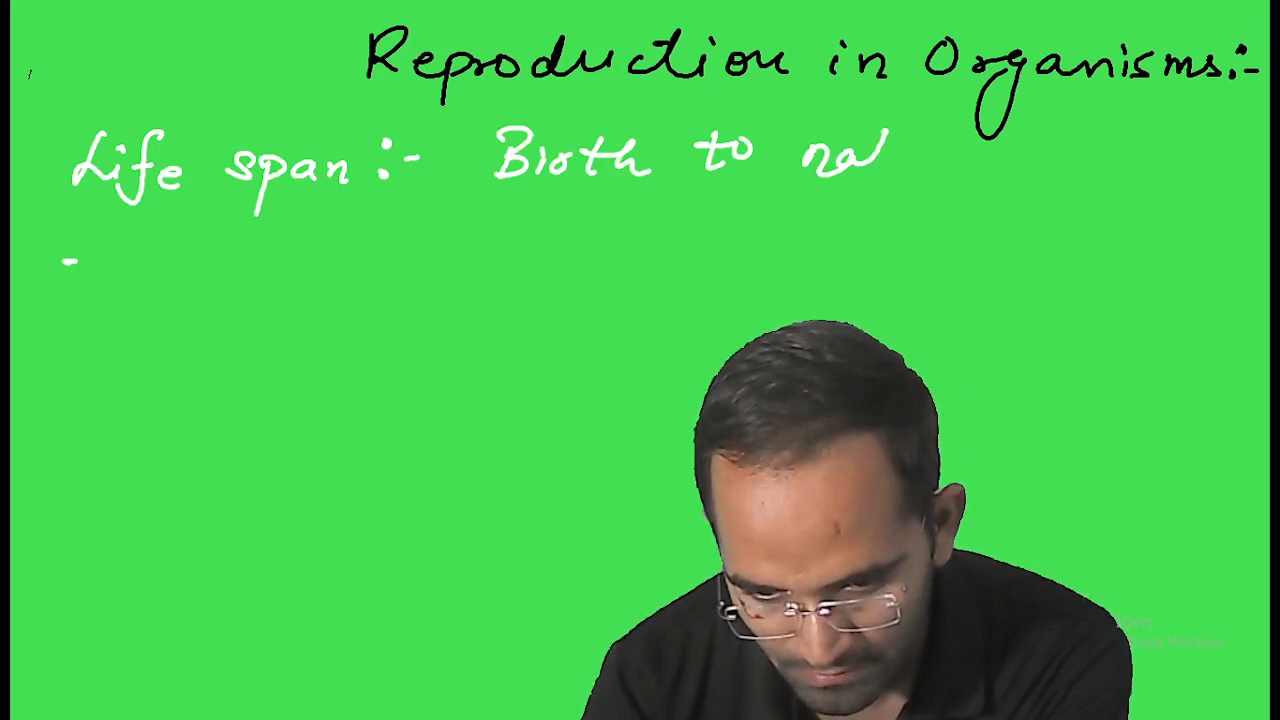 Reproduction in Organisms:-
Life span :- Birth to na
-